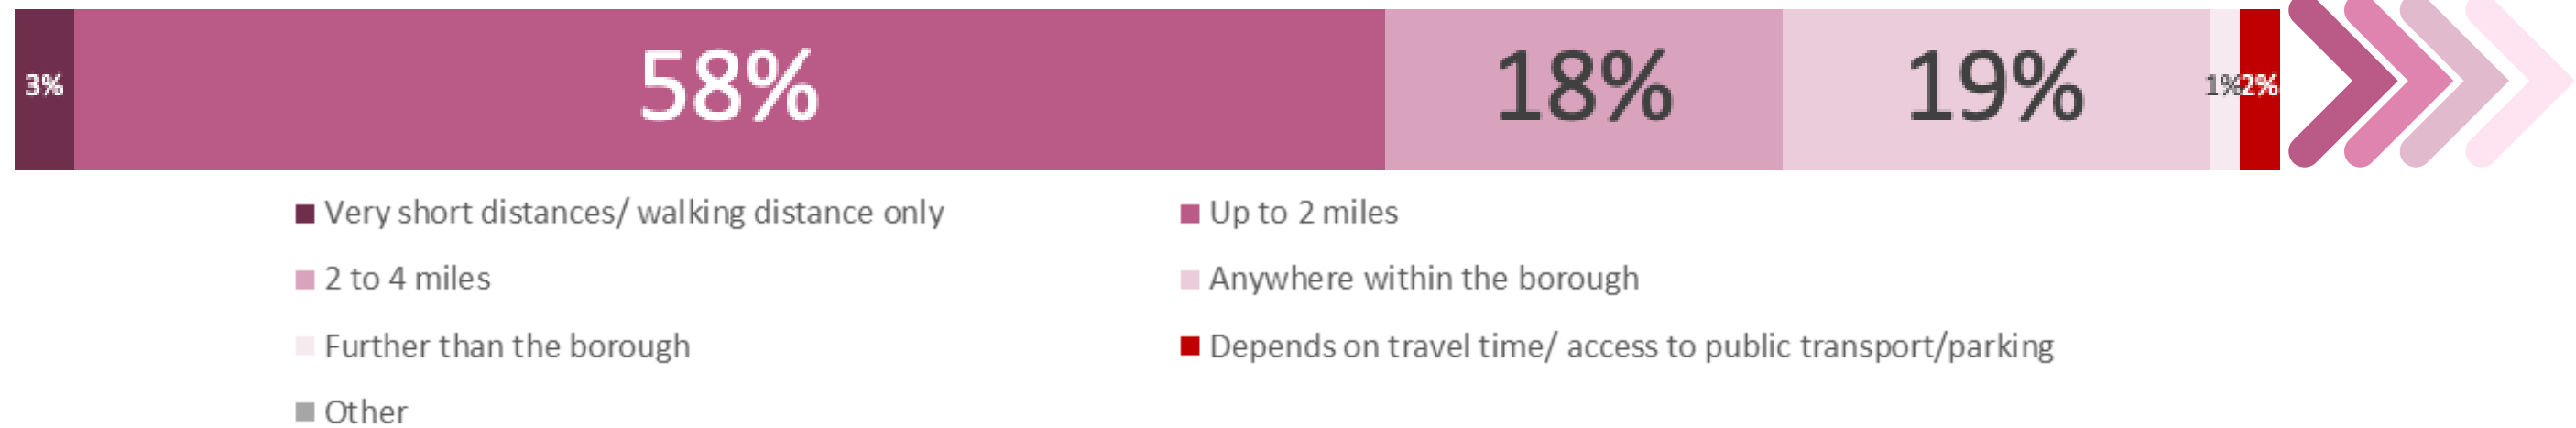 3% 58% 18% 19% 1% 2%
Very short distances/ walking distance only
Up to 2 miles
2 to 4 miles
Anywhere within the borough
Further than the borough
Depends on travel time/ access to public transport/parking
Other